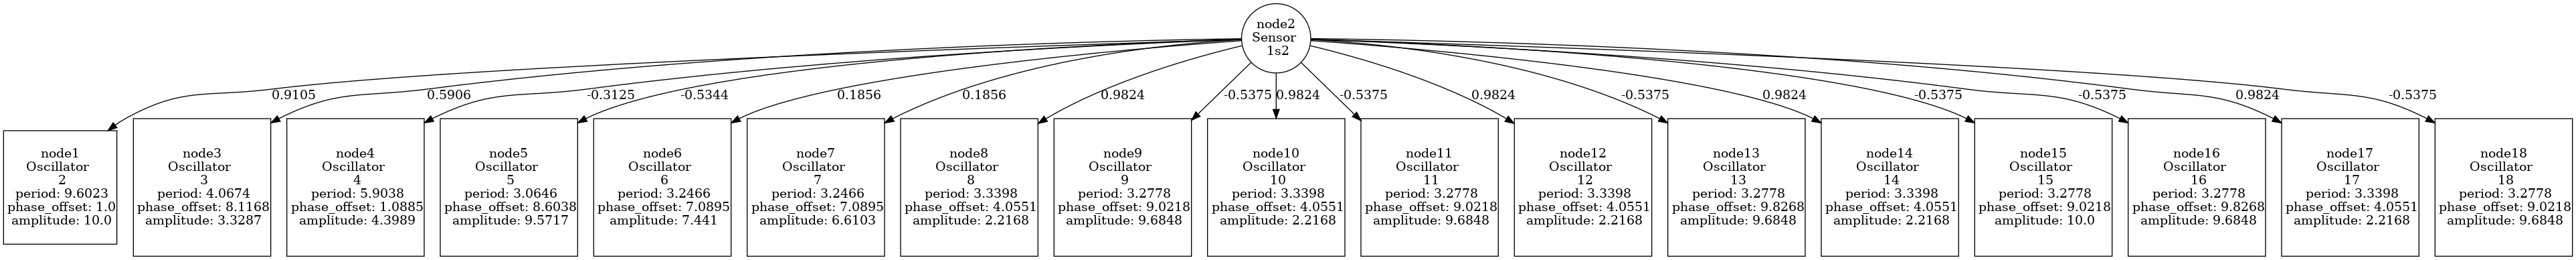 node2
Sensor
1s2
0.9105
0.5906
-0.3125
-0.5344
0.1856
0.1856
0.9824
-0.5375
0.9824
-0.5375
0.9824
-0.5375
0.9824
-0.5375
-0.5375
0.9824
-0.5375
node1
Oscillator
2
period: 9.6023
phase_offset: 1.0
amplitude: 10.0
node3
Oscillator
3
period: 4.0674
phase_offset: 8.1168
amplitude: 3.3287
node4
Oscillator
4
period: 5.9038
phase_offset: 1.0885
amplitude: 4.3989
node5
Oscillator
5
period: 3.0646
phase_offset: 8.6038
amplitude: 9.5717
node6
Oscillator
6
period: 3.2466
phase_offset: 7.0895
amplitude: 7.441
node7
Oscillator
7
period: 3.2466
phase_offset: 7.0895
amplitude: 6.6103
node8
Oscillator
8
period: 3.3398
phase_offset: 4.0551
amplitude: 2.2168
node9
Oscillator
9
period: 3.2778
phase_offset: 9.0218
amplitude: 9.6848
node10
Oscillator
10
period: 3.3398
phase_offset: 4.0551
amplitude: 2.2168
node11
Oscillator
11
period: 3.2778
phase_offset: 9.0218
amplitude: 9.6848
node12
Oscillator
12
period: 3.3398
phase_offset: 4.0551
amplitude: 2.2168
node13
Oscillator
13
period: 3.2778
phase_offset: 9.8268
amplitude: 9.6848
node14
Oscillator
14
period: 3.3398
phase_offset: 4.0551
amplitude: 2.2168
node15
Oscillator
15
period: 3.2778
phase_offset: 9.0218
amplitude: 10.0
node16
Oscillator
16
period: 3.2778
phase_offset: 9.8268
amplitude: 9.6848
node17
Oscillator
17
period: 3.3398
phase_offset: 4.0551
amplitude: 2.2168
node18
Oscillator
18
period: 3.2778
phase_offset: 9.0218
amplitude: 9.6848